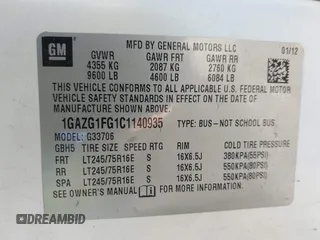 GM
MFD BY GENERAL MOTORS LLC
01/12
GVWR GAWR FRT GAWR RR
4355 KG 2087 KG 2760 KG
9600 LB 4600 LB 6084 LB
THIS VEHICLE CONFORMS TO ALL APPLICABLE U.S. FEDERAL
MOTOR VEHICLE SAFETY STANDARDS IN EFFECT ON THE DATE
OF MANUFACTURE SHOWN ABOVE.
1GAZG1FG1C1140935 TYPE: BUS-NOT SCHOOL BUS
MODEL: G33706
GBH5 TIRE SIZE SPEED RTG RIM COLD TIRE PRESSURE
FRT LT245/75R16E S 16X6.5J 380KPA(55PSI)
RR LT245/75R16E S 16X6.5J 550KPA(80PSI)
SPA LT245/75R16E S 16X6.5J 550KPA(80PSI)
SEE OWNER'S MANUAL FOR ADDITIONAL INFORMATION
DREAMBID